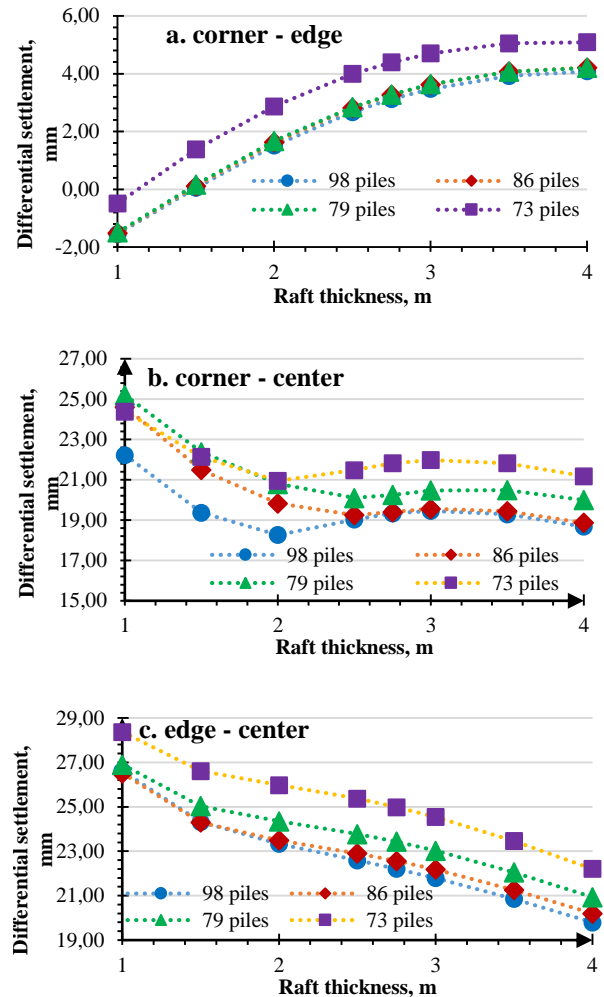 6,00
a. corner - edge
4,00
2,00
0,00
-2,00
Differential settlement,
mm
98 piles
86 piles
79 piles
73 piles
1
2
3
4
Raft thickness, m
27,00
b. corner - center
25,00
23,00
21,00
19,00
17,00
15,00
Differential settlement,
mm
98 piles
86 piles
79 piles
73 piles
1
2
3
4
Raft thickness, m
29,00
c. edge - center
27,00
25,00
23,00
21,00
19,00
Differential settlement,
mm
98 piles
86 piles
79 piles
73 piles
1
2
3
4
Raft thickness, m